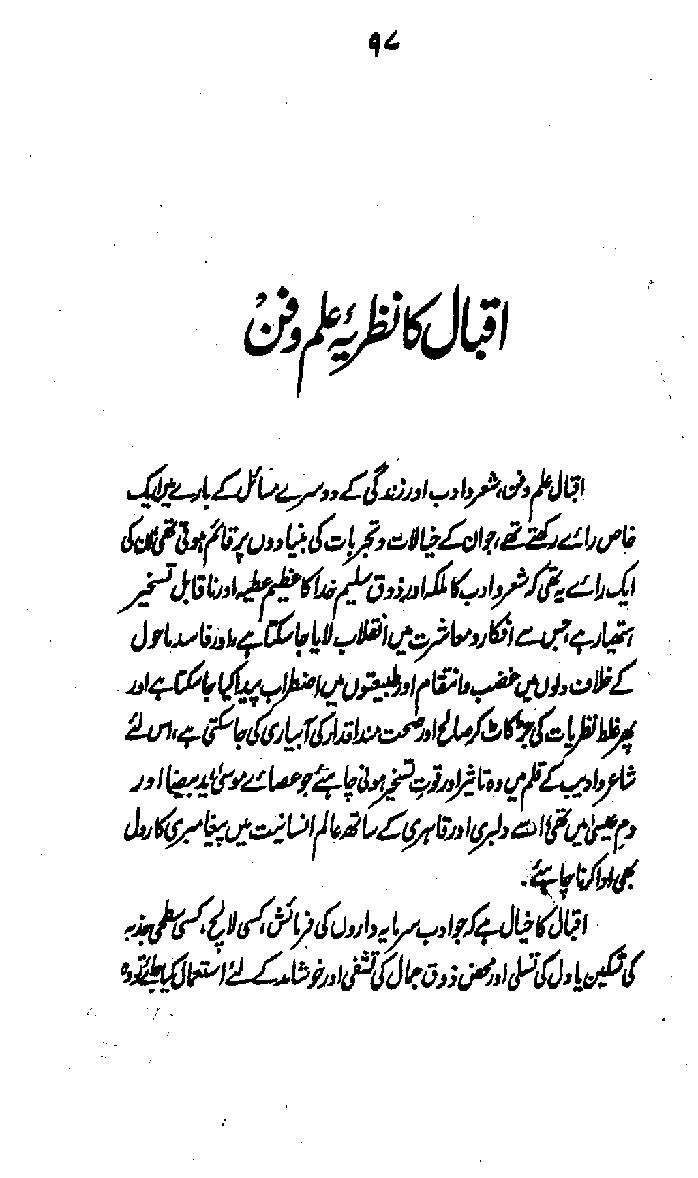 ۹۷
اقبال کا نظریۂ علم و فن
اقبال علم و فن، شعر و ادب اور زندگی کے دوسرے مسائل کے بارے میں ایک
خاص رائے رکھتے تھے، جو ان کے خیالات و تجربات کی بنیادوں پر قائم ہوتی تھی، ان کی
ایک رائے یہ تھی کہ شعر و ادب کا ملکہ اور ذوق سلیم خدا کا عظیم عطیہ اور ناقابل تسخیر
ہتھیار ہے، جس سے افکار و معاشرت میں انقلاب لایا جا سکتا ہے، اور فاسد ماحول
کے خلاف دلوں میں غضب و انتقام اور طبیعتوں میں اضطراب پیدا کیا جا سکتا ہے اور
پھر غلط نظریات کی جڑ کاٹ کر صالح اور صحت مند اقدار کی آبیاری کی جا سکتی ہے، اس لئے
شاعر و ادیب کے قلم میں وہ تاثیر اور قوت تسخیر ہونی چاہئے جو عصائے موسیٰ ید بیضا اور
دم عیسیٰ میں تھی اسے دلبری اور قاہری کے ساتھ عالم انسانیت میں پیغامبری کا رول
بھی ادا کرنا چاہئے۔
اقبال کا خیال ہے کہ جو ادب سرمایہ داروں کی فرمائش، کسی لالچ، کسی سطحی جذبہ
کی تسکین یا دل کی تسلی اور محض ذوق جمال کی تشفی اور خوشامد کے لئے استعمال کیا جائے تو وہ